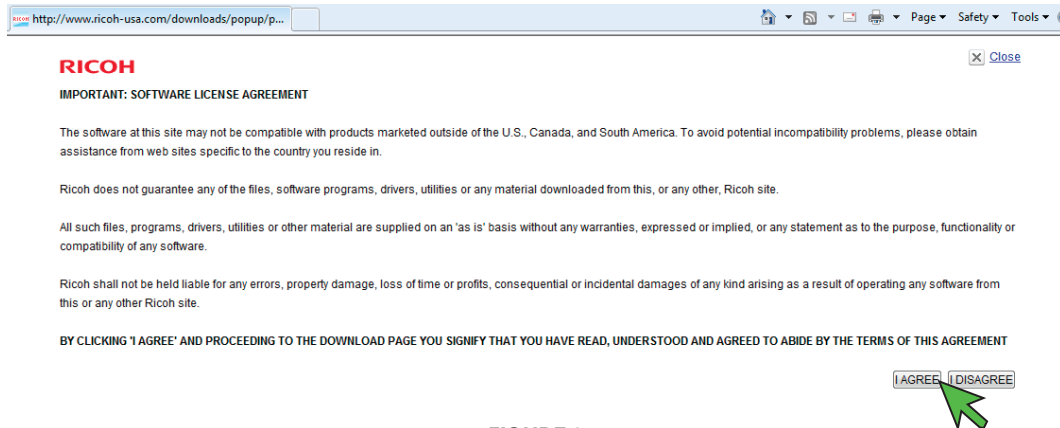 http://www.ricoh-usa.com/downloads/popup/p...
Page Safety Tools
RICOH
Close
IMPORTANT: SOFTWARE LICENSE AGREEMENT
The software at this site may not be compatible with products marketed outside of the U.S., Canada, and South America. To avoid potential incompatibility problems, please obtain
assistance from web sites specific to the country you reside in.
Ricoh does not guarantee any of the files, software programs, drivers, utilities or any material downloaded from this, or any other, Ricoh site.
All such files, programs, drivers, utilities or other material are supplied on an 'as is' basis without any warranties, expressed or implied, or any statement as to the purpose, functionality or
compatibility of any software.
Ricoh shall not be held liable for any errors, property damage, loss of time or profits, consequential or incidental damages of any kind arising as a result of operating any software from
this or any other Ricoh site.
BY CLICKING 'I AGREE' AND PROCEEDING TO THE DOWNLOAD PAGE YOU SIGNIFY THAT YOU HAVE READ, UNDERSTOOD AND AGREED TO ABIDE BY THE TERMS OF THIS AGREEMENT
I AGREE I DISAGREE